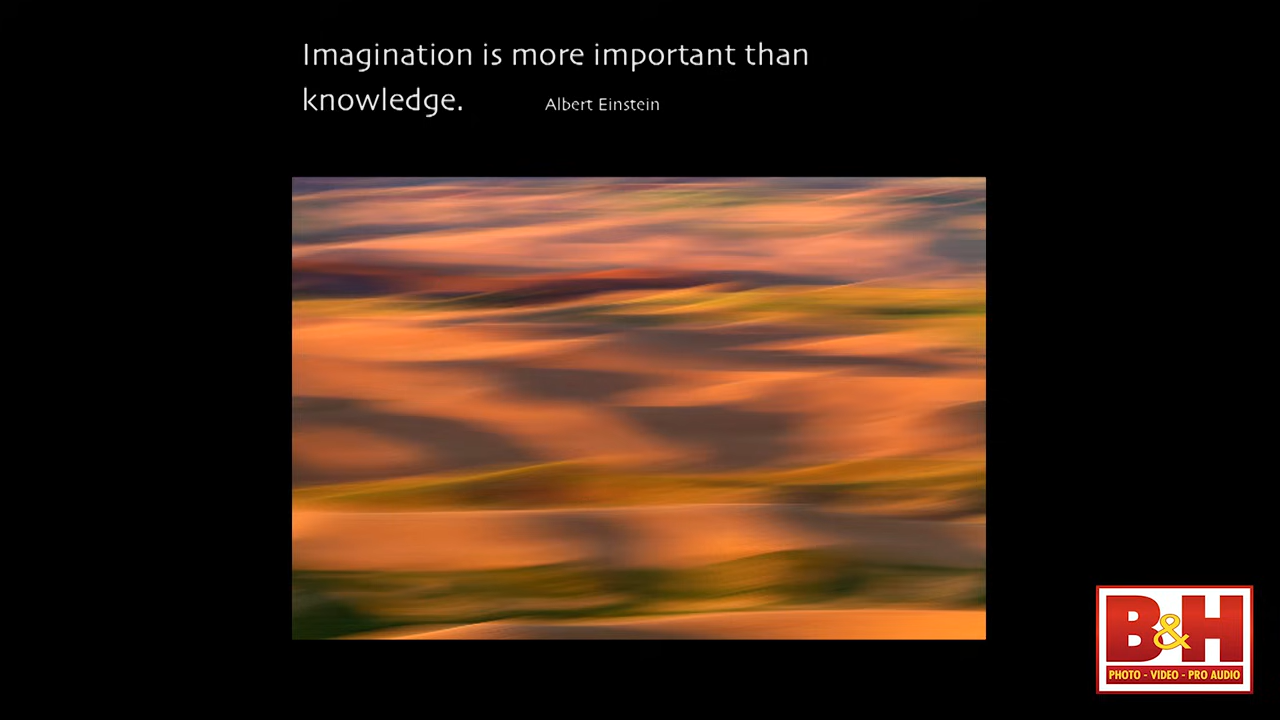 Imagination is more important than
knowledge. Albert Einstein
B&H
PHOTO - VIDEO - PRO AUDIO